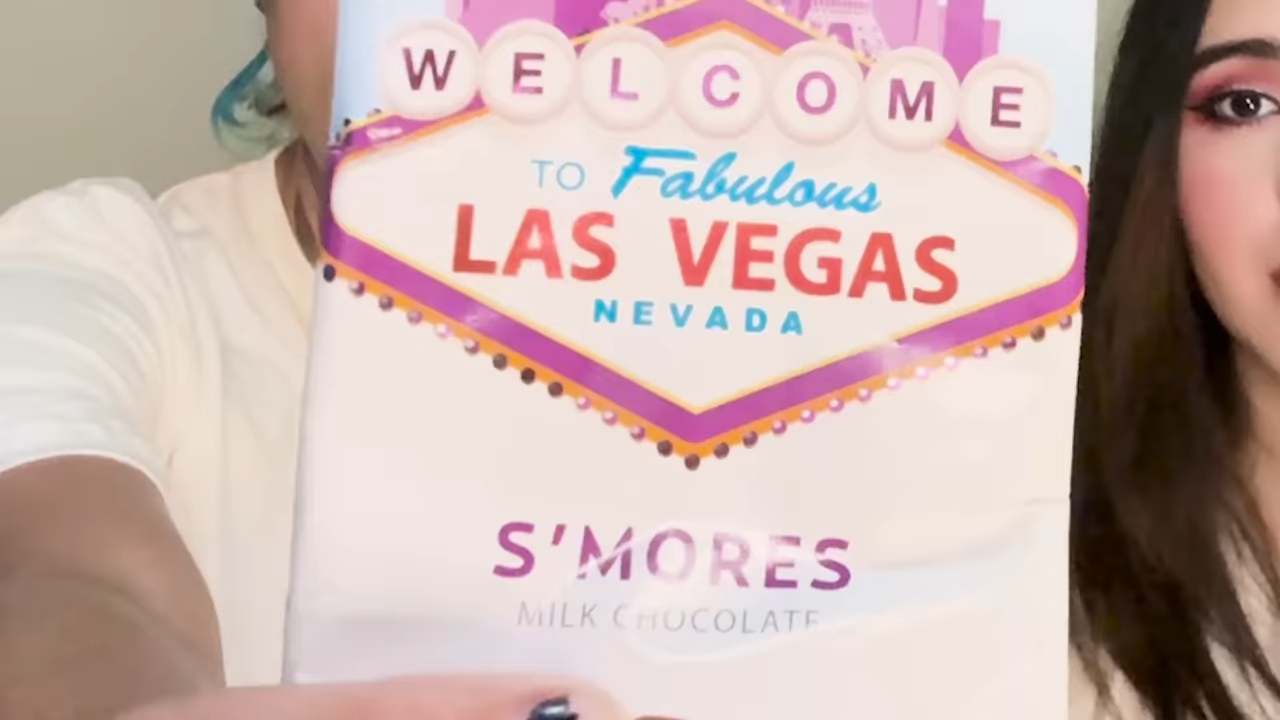 WELCOME
TO Fabulous
LAS VEGAS
NEVADA
S'MORES
MILK CHOCOLATE